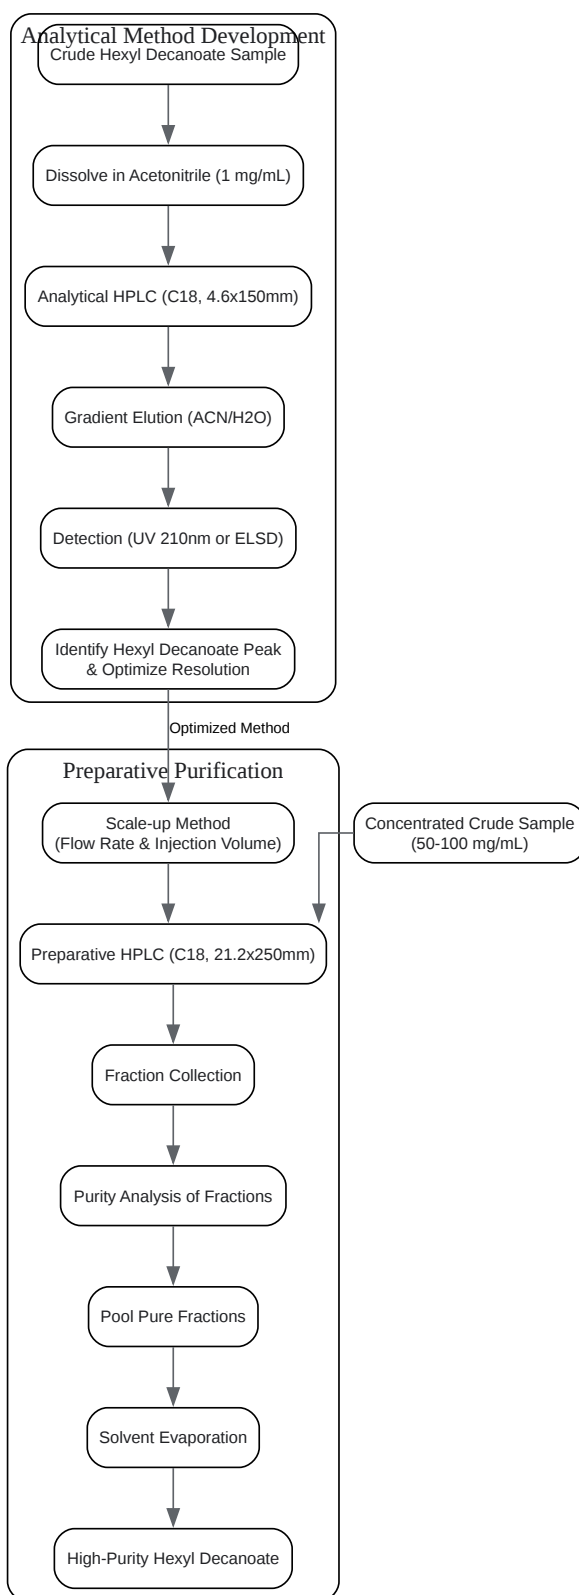 Analytical Method Development
Crude Hexyl Decanoate Sample
Dissolve in Acetonitrile (1 mg/mL)
Analytical HPLC (C18, 4.6x150mm)
Gradient Elution (ACN/H2O)
Detection (UV 210nm or ELSD)
Identify Hexyl Decanoate Peak
& Optimize Resolution
Optimized Method
Preparative Purification
Scale-up Method
(Flow Rate & Injection Volume)
Concentrated Crude Sample
(50-100 mg/mL)
Preparative HPLC (C18, 21.2x250mm)
Fraction Collection
Purity Analysis of Fractions
Pool Pure Fractions
Solvent Evaporation
High-Purity Hexyl Decanoate